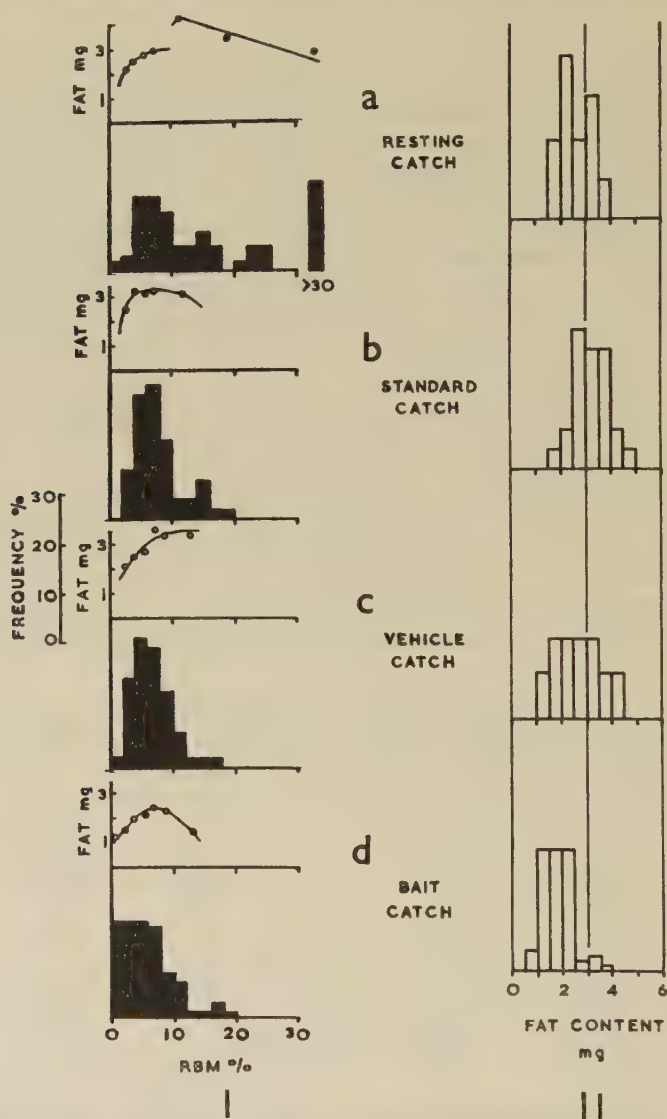 FAT mg
3
1
a
RESTING
CATCH
>30
FAT mg
3
1
b
STANDARD
CATCH
FREQUENCY %
30
20
10
0
FAT mg
3
1
c
VEHICLE
CATCH
FAT mg
3
1
d
BAIT
CATCH
0 10 20 30
RBM %
0 2 4 6
FAT CONTENT
mg